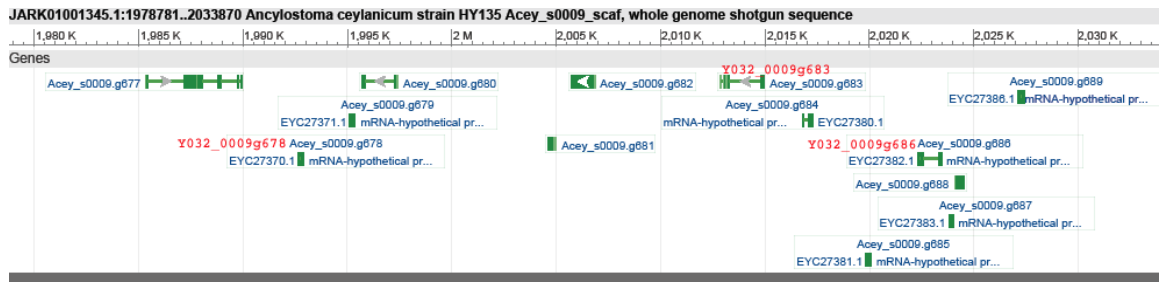 JARK01001345.1:1978781..2033870 Ancylostoma ceylanicum strain HY135 Acey_s0009_scaf, whole genome shotgun sequence
1,980 K 1,985 K 1,990 K 1,995 K 2 M 2,005 K 2,010 K 2,015 K 2,020 K 2,025 K 2,030 K
Genes
Y032_0009g683
Acey_s0009.g677 Acey_s0009.g680 Acey_s0009.g682 Acey_s0009.g683 Acey_s0009.g689
EYC27386.1 mRNA-hypothetical pr...
Acey_s0009.g679 Acey_s0009.g684
EYC27371.1 mRNA-hypothetical pr... mRNA-hypothetical pr... EYC27380.1
Y032_0009g678 Acey_s0009.g678 Acey_s0009.g681 Y032_0009g686 Acey_s0009.g686
EYC27370.1 mRNA-hypothetical pr... EYC27382.1 mRNA-hypothetical pr...
Acey_s0009.g688
Acey_s0009.g687
EYC27383.1 mRNA-hypothetical pr...
Acey_s0009.g685
EYC27381.1 mRNA-hypothetical pr...